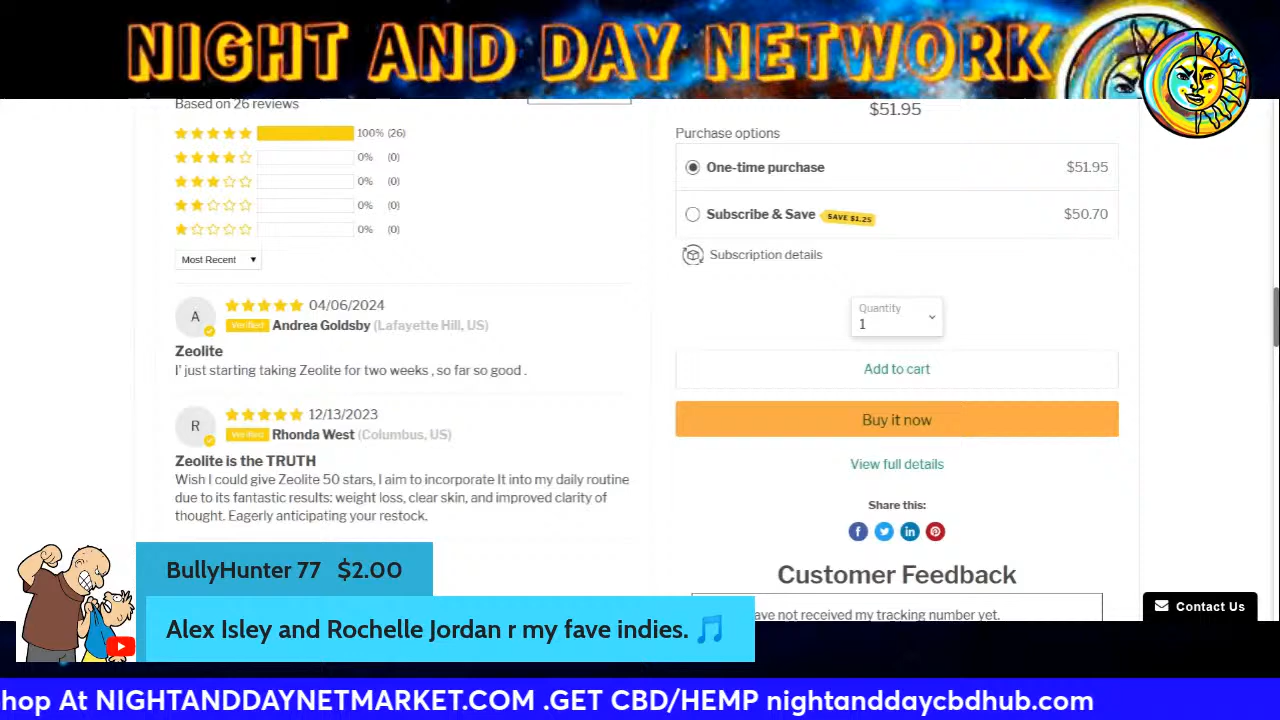 NIGHT AND DAY NETWORK
Based on 26 reviews
100% (26)
0% (0)
0% (0)
0% (0)
0% (0)
Most Recent ▼
A
04/06/2024
Verified Andrea Goldsby (Lafayette Hill, US)
Zeolite
I' just starting taking Zeolite for two weeks , so far so good .
R
12/13/2023
Verified Rhonda West (Columbus, US)
Zeolite is the TRUTH
Wish I could give Zeolite 50 stars, I aim to incorporate It into my daily routine
due to its fantastic results: weight loss, clear skin, and improved clarity of
thought. Eagerly anticipating your restock.
$51.95
Purchase options
One-time purchase $51.95
Subscribe & Save SAVE $1.25 $50.70
Subscription details
Quantity
1
Add to cart
Buy it now
View full details
Share this:
Customer Feedback
ave not received my tracking number yet.
Contact Us
BullyHunter 77 $2.00
Alex Isley and Rochelle Jordan r my fave indies. 🎵
hop At NIGHTANDDAYNETMARKET.COM .GET CBD/HEMP nightanddaycbdhub.com